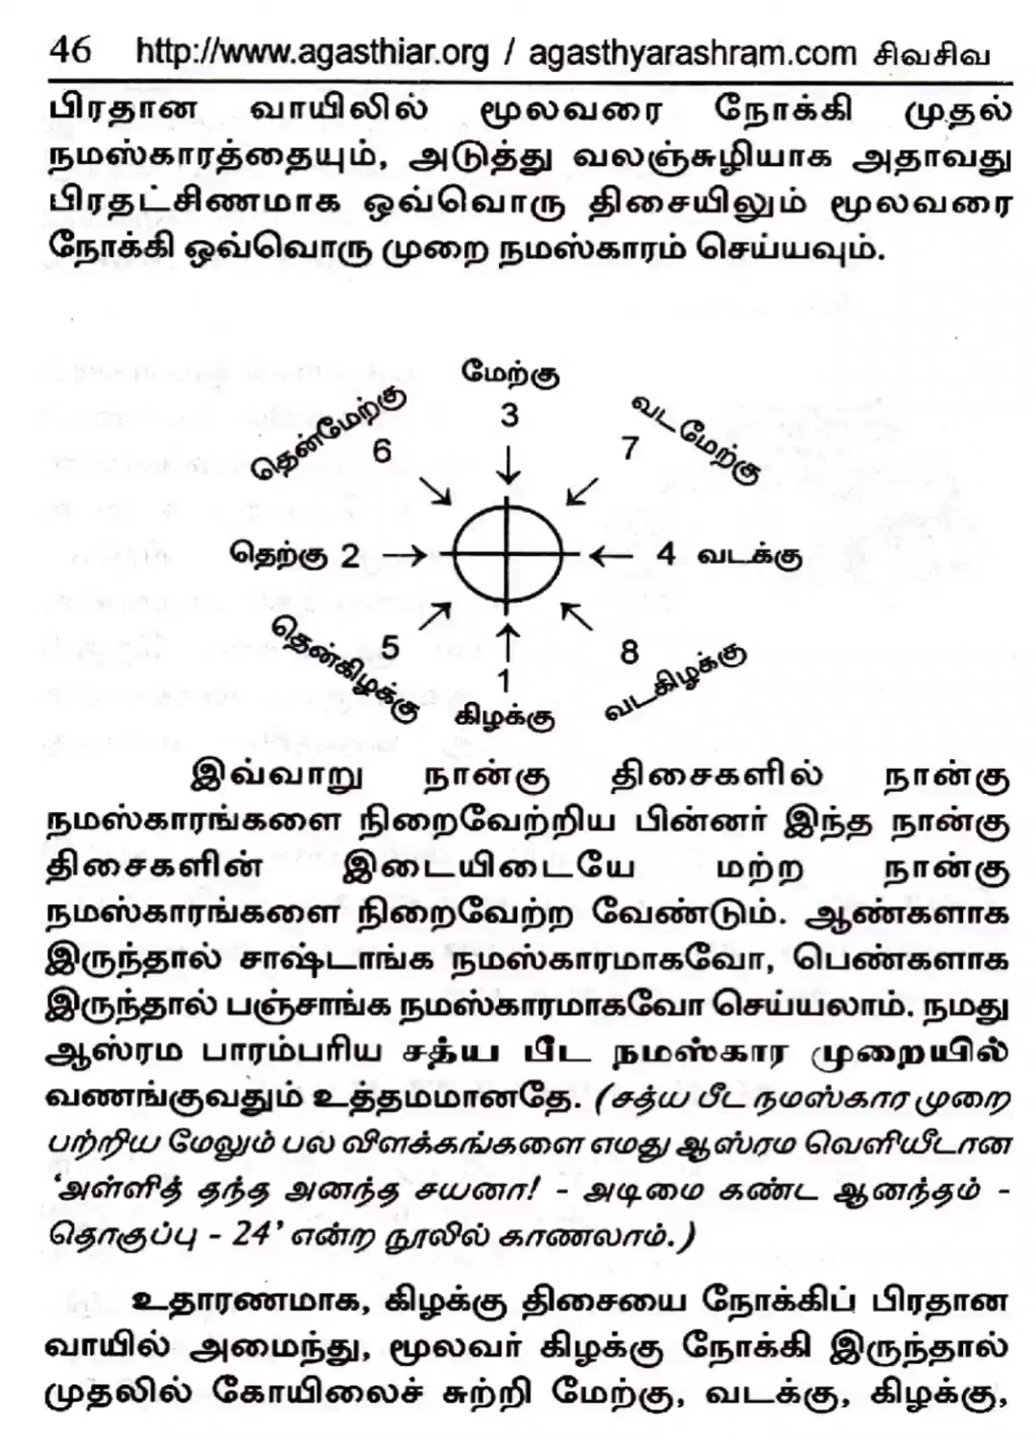 46 http://www.agasthiar.org / agasthyarashram.com சிவசிவ
பிரதான வாயிலில் மூலவரை நோக்கி முதல்
நமஸ்காரத்தையும், அடுத்து வலஞ்சுழியாக அதாவது
பிரதட்சிணமாக ஒவ்வொரு திசையிலும் மூலவரை
நோக்கி ஒவ்வொரு முறை நமஸ்காரம் செய்யவும்.
மேற்கு
3
தென்மேற்கு
6
வடமேற்கு
7
தெற்கு 2
4 வடக்கு
தென்கிழக்கு
5
1
கிழக்கு
8
வடகிழக்கு
இவ்வாறு நான்கு திசைகளில் நான்கு
நமஸ்காரங்களை நிறைவேற்றிய பின்னர் இந்த நான்கு
திசைகளின் இடையிடையே மற்ற நான்கு
நமஸ்காரங்களை நிறைவேற்ற வேண்டும். ஆண்களாக
இருந்தால் சாஷ்டாங்க நமஸ்காரமாகவோ, பெண்களாக
இருந்தால் பஞ்சாங்க நமஸ்காரமாகவோ செய்யலாம். நமது
ஆஸ்ரம பாரம்பரிய சத்ய பீட நமஸ்கார முறையில்
வணங்குவதும் உத்தமமானதே. (சத்ய பீட நமஸ்கார முறை
பற்றிய மேலும் பல விளக்கங்களை எமது ஆஸ்ரம வெளியீடான
‘அள்ளித் தந்த அனந்த சயனா! - அடிமை கண்ட ஆனந்தம் -
தொகுப்பு - 24’ என்ற நூலில் காணலாம்.)
உதாரணமாக, கிழக்கு திசையை நோக்கிப் பிரதான
வாயில் அமைந்து, மூலவர் கிழக்கு நோக்கி இருந்தால்
முதலில் கோயிலைச் சுற்றி மேற்கு, வடக்கு, கிழக்கு,